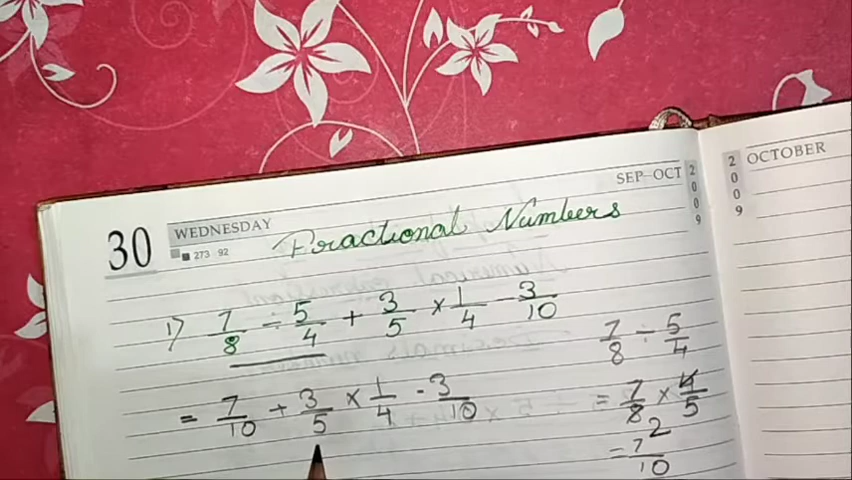 SEP-OCT
2009
30 WEDNESDAY
273 92
Fractional Numbers
1) 7/8 ÷ 5/4 + 3/5 × 1/4 - 3/10
= 7/10 + 3/5 × 1/4 - 3/10
7/8 ÷ 5/4
= 7/8 × 4/5
2
= 7/10
2009
OCTOBER